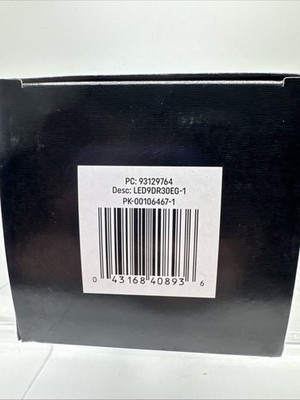 PC: 93129764
Desc: LED9DR30EG-1
PK-00106467-1
0 43168 40893 6